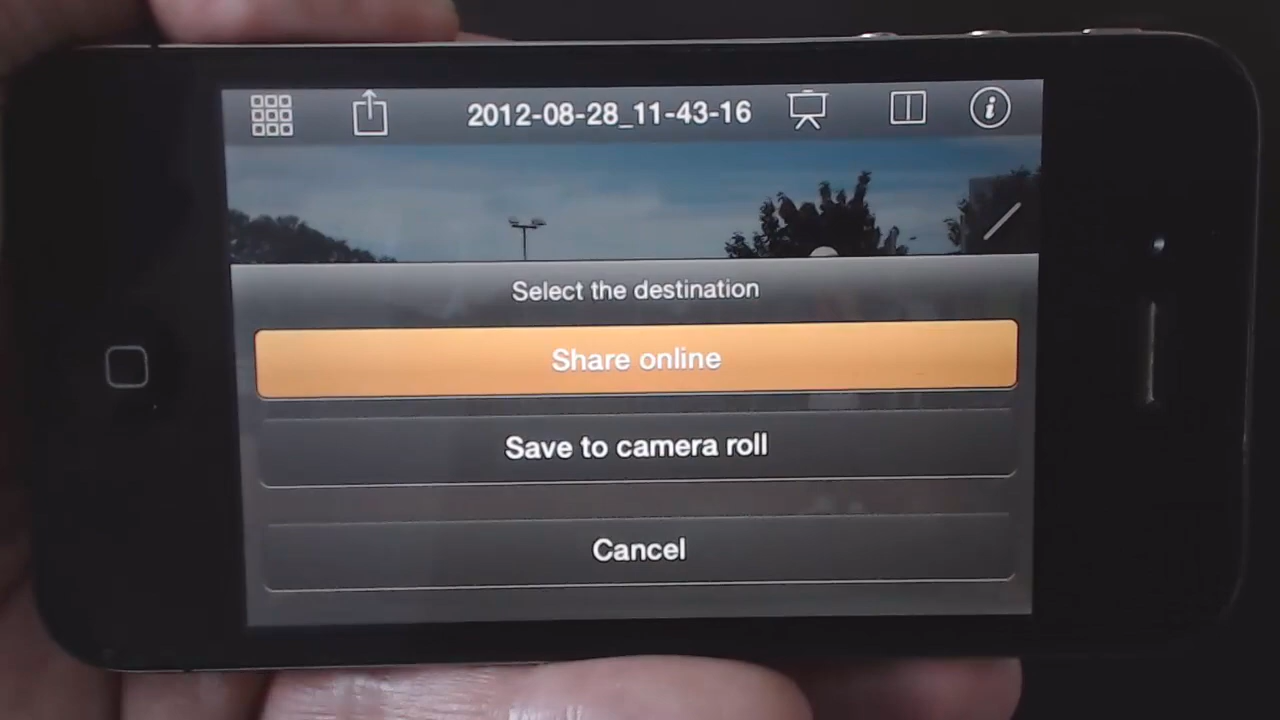 2012-08-28_11-43-16
Select the destination
Share online
Save to camera roll
Cancel